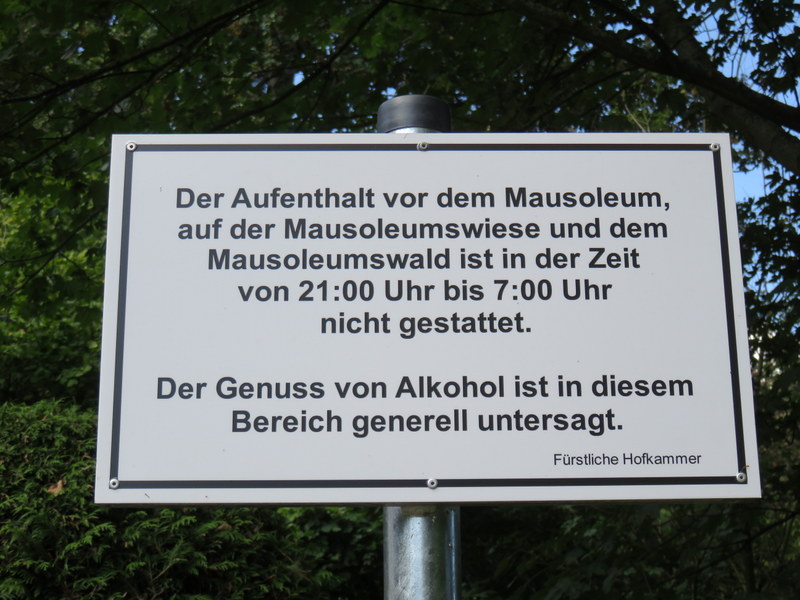 Der Aufenthalt vor dem Mausoleum,
auf der Mausoleumswiese und dem
Mausoleumswald ist in der Zeit
von 21:00 Uhr bis 7:00 Uhr
nicht gestattet.
Der Genuss von Alkohol ist in diesem
Bereich generell untersagt.
Fürstliche Hofkammer